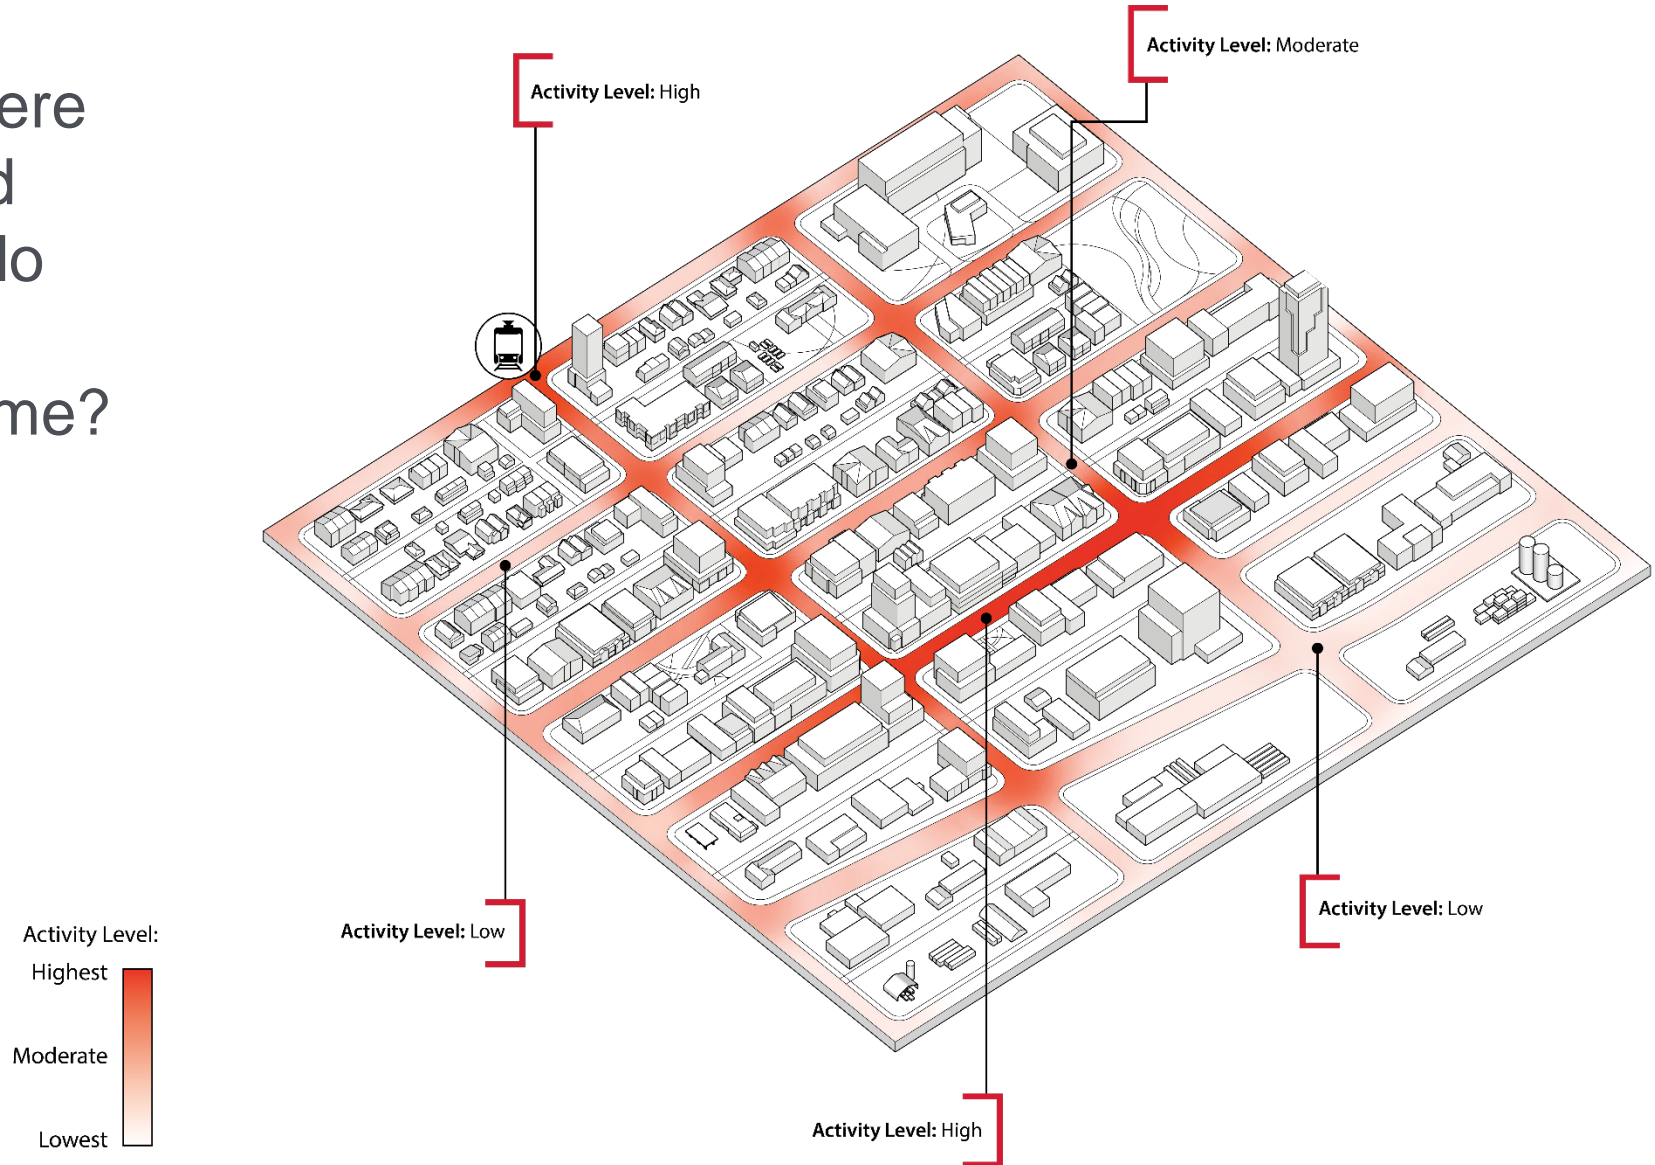 ere
d
lo
me?
Activity Level: High
Activity Level: Moderate
Activity Level: Low
Activity Level: Low
Activity Level: High
Activity Level:
Highest
Moderate
Lowest